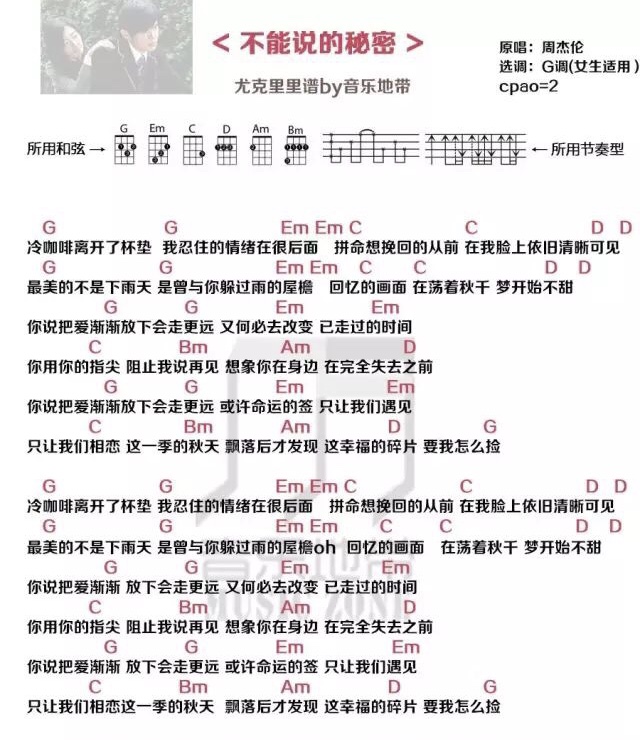 < 不能说的秘密 >
尤克里里谱by音乐地带
原唱：周杰伦
选调：G调(女生适用)
cpao=2
所用和弦→ G Em C D Am Bm ←所用节奏型
G G Em Em C C D D
冷咖啡离开了杯垫 我忍住的情绪在很后面 拼命想挽回的从前 在我脸上依旧清晰可见
G G Em Em C C D D
最美的不是下雨天 是曾与你躲过雨的屋檐 回忆的画面 在荡着秋千 梦开始不甜
G G Em Em
你说把爱渐渐放下会走更远 又何必去改变 已走过的时间
C Bm Am D
你用你的指尖 阻止我说再见 想象你在身边 在完全失去之前
G G Em Em
你说把爱渐渐放下会走更远 或许命运的签 只让我们遇见
C Bm Am D G
只让我们相恋 这一季的秋天 飘落后才发现 这幸福的碎片 要我怎么捡
G G Em Em C C D D
冷咖啡离开了杯垫 我忍住的情绪在很后面 拼命想挽回的从前 在我脸上依旧清晰可见
G G Em Em C C D D
最美的不是下雨天 是曾与你躲过雨的屋檐oh 回忆的画面 在荡着秋千 梦开始不甜
G G Em Em
你说把爱渐渐 放下会走更远 又何必去改变 已走过的时间
C Bm Am D
你用你的指尖 阻止我说再见 想象你在身边 在完全失去之前
G G Em Em
你说把爱渐渐 放下会走更远 或许命运的签 只让我们遇见
C Bm Am D G
只让我们相恋这一季的秋天 飘落后才发现 这幸福的碎片 要我怎么捡
音乐地带
MUSIC ZONE